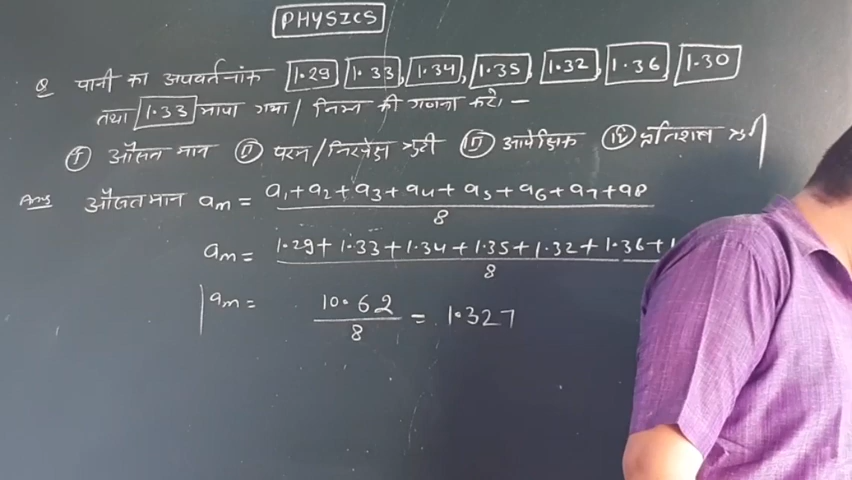 PHYSICS
Q पानी का अपवर्तनांक 1.29 1.33, 1.34, 1.35, 1.32, 1.36, 1.30
तथा 1.33 मापा गया / निम्न की गणना करो। -
(I) औसत मान (II) परम / निरपेक्ष त्रुटी (III) आपेक्षिक (IV) प्रतिशत
Ans औसत मान am = a1 + a2 + a3 + a4 + a5 + a6 + a7 + a8 / 8
am = 1.29 + 1.33 + 1.34 + 1.35 + 1.32 + 1.36 + / 8
am = 10.62 / 8 = 1.327